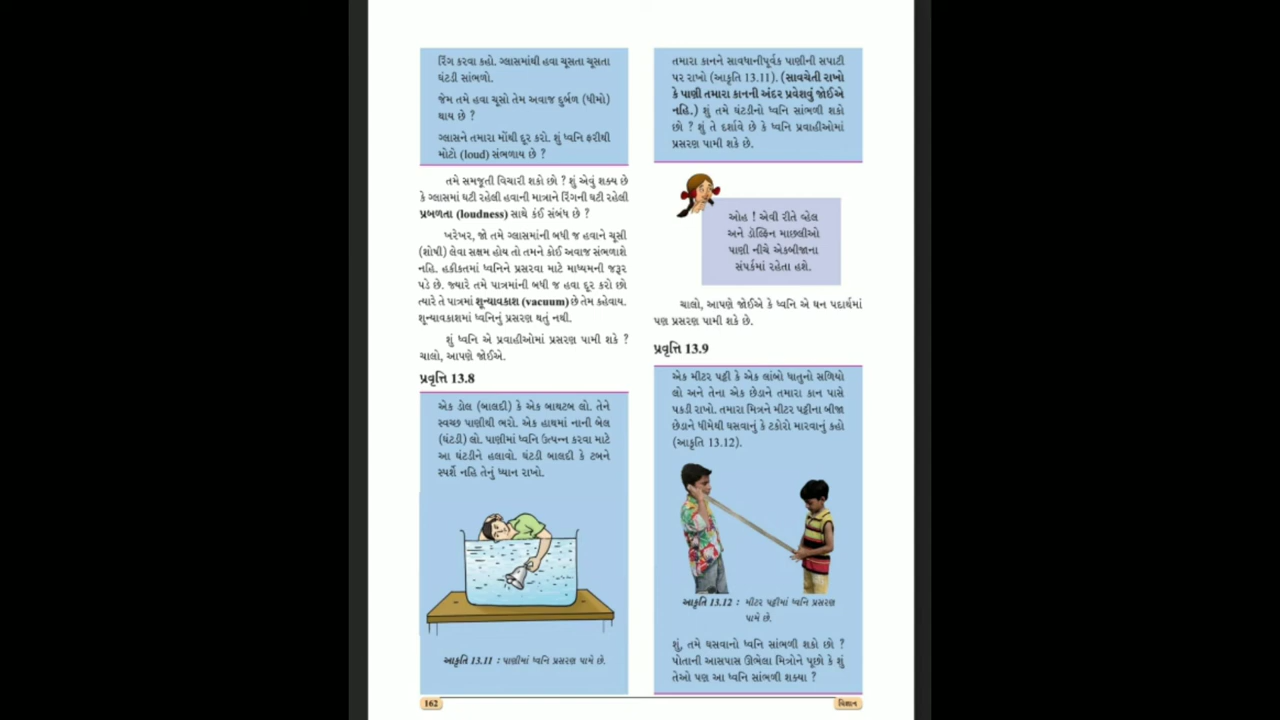 રિંગ કરવા કહો. ગ્લાસમાંથી હવા ચૂસતા ચૂસતા
ઘંટડી સાંભળો.
જેમ તમે હવા ચૂસો તેમ અવાજ દુર્બળ (ધીમો)
થાય છે ?
ગ્લાસને તમારા મોંથી દૂર કરો. શું ધ્વનિ ફરીથી
મોટો (loud) સંભળાય છે ?
તમે સમજૂતી વિચારી શકો છો ? શું એવું શક્ય છે
કે ગ્લાસમાં ઘટી રહેલી હવાની માત્રાને રિંગની ઘટી રહેલી
પ્રબળતા (loudness) સાથે કંઈ સંબંધ છે ?
ખરેખર, જો તમે ગ્લાસમાંની બધી જ હવાને ચૂસી
(શોષી) લેવા સક્ષમ હોય તો તમને કોઈ અવાજ સંભળાશે
નહિ. હકીકતમાં ધ્વનિને પ્રસરવા માટે માધ્યમની જરૂર
પડે છે. જ્યારે તમે પાત્રમાંની બધી જ હવા દૂર કરો છો
ત્યારે તે પાત્રમાં શૂન્યાવકાશ (vacuum) છે તેમ કહેવાય.
શૂન્યાવકાશમાં ધ્વનિનું પ્રસરણ થતું નથી.
શું ધ્વનિ એ પ્રવાહીઓમાં પ્રસરણ પામી શકે ?
ચાલો, આપણે જોઈએ.
પ્રવૃત્તિ 13.8
એક ડોલ (બાલદી) કે એક બાથટબ લો. તેને
સ્વચ્છ પાણીથી ભરો. એક હાથમાં નાની બેલ
(ઘંટડી) લો. પાણીમાં ધ્વનિ ઉત્પન્ન કરવા માટે
આ ઘંટડીને હલાવો. ઘંટડી બાલદી કે ટબને
સ્પર્શે નહિ તેનું ધ્યાન રાખો.
આકૃતિ 13.11 : પાણીમાં ધ્વનિ પ્રસરણ પામે છે.
તમારા કાનને સાવધાનીપૂર્વક પાણીની સપાટી
પર રાખો (આકૃતિ 13.11). (સાવચેતી રાખો
કે પાણી તમારા કાનની અંદર પ્રવેશવું જોઈએ
નહિ.) શું તમે ઘંટડીનો ધ્વનિ સાંભળી શકો
છો ? શું તે દર્શાવે છે કે ધ્વનિ પ્રવાહીઓમાં
પ્રસરણ પામી શકે છે.
ઓહ ! એવી રીતે વ્હેલ
અને ડૉલ્ફિન માછલીઓ
પાણી નીચે એકબીજાના
સંપર્કમાં રહેતા હશે.
ચાલો, આપણે જોઈએ કે ધ્વનિ એ ઘન પદાર્થમાં
પણ પ્રસરણ પામી શકે છે.
પ્રવૃત્તિ 13.9
એક મીટર પટ્ટી કે એક લાંબો ધાતુનો સળિયો
લો અને તેના એક છેડાને તમારા કાન પાસે
પકડી રાખો. તમારા મિત્રને મીટર પટ્ટીના બીજા
છેડાને ધીમેથી ઘસવાનું કે ટકોરો મારવાનું કહો
(આકૃતિ 13.12).
આકૃતિ 13.12 : મીટર પટ્ટીમાં ધ્વનિ પ્રસરણ
પામે છે.
શું, તમે ઘસવાનો ધ્વનિ સાંભળી શકો છો ?
પોતાની આસપાસ ઊભેલા મિત્રોને પૂછો કે શું
તેઓ પણ આ ધ્વનિ સાંભળી શક્યા ?
162
વિજ્ઞાન